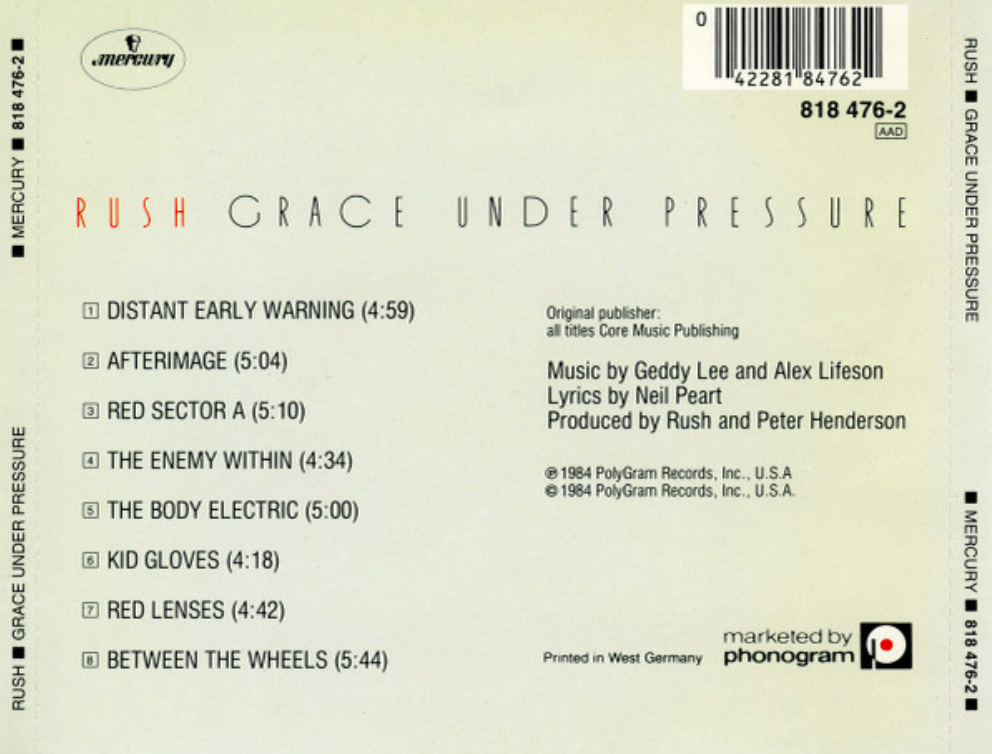 mercury
0
42281 84762
818 476-2
AAD
RUSH GRACE UNDER PRESSURE
1 DISTANT EARLY WARNING (4:59)
2 AFTERIMAGE (5:04)
3 RED SECTOR A (5:10)
4 THE ENEMY WITHIN (4:34)
5 THE BODY ELECTRIC (5:00)
6 KID GLOVES (4:18)
7 RED LENSES (4:42)
8 BETWEEN THE WHEELS (5:44)
Original publisher:
all titles Core Music Publishing
Music by Geddy Lee and Alex Lifeson
Lyrics by Neil Peart
Produced by Rush and Peter Henderson
℗ 1984 PolyGram Records, Inc., U.S.A
© 1984 PolyGram Records, Inc., U.S.A.
Printed in West Germany
marketed by
phonogram
RUSH ■ GRACE UNDER PRESSURE
■ MERCURY ■ 818 476-2 ■
RUSH ■ GRACE UNDER PRESSURE
■ MERCURY ■ 818 476-2 ■